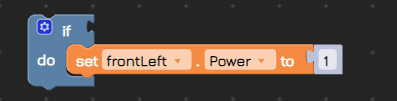 if
do set frontLeft . Power to 1